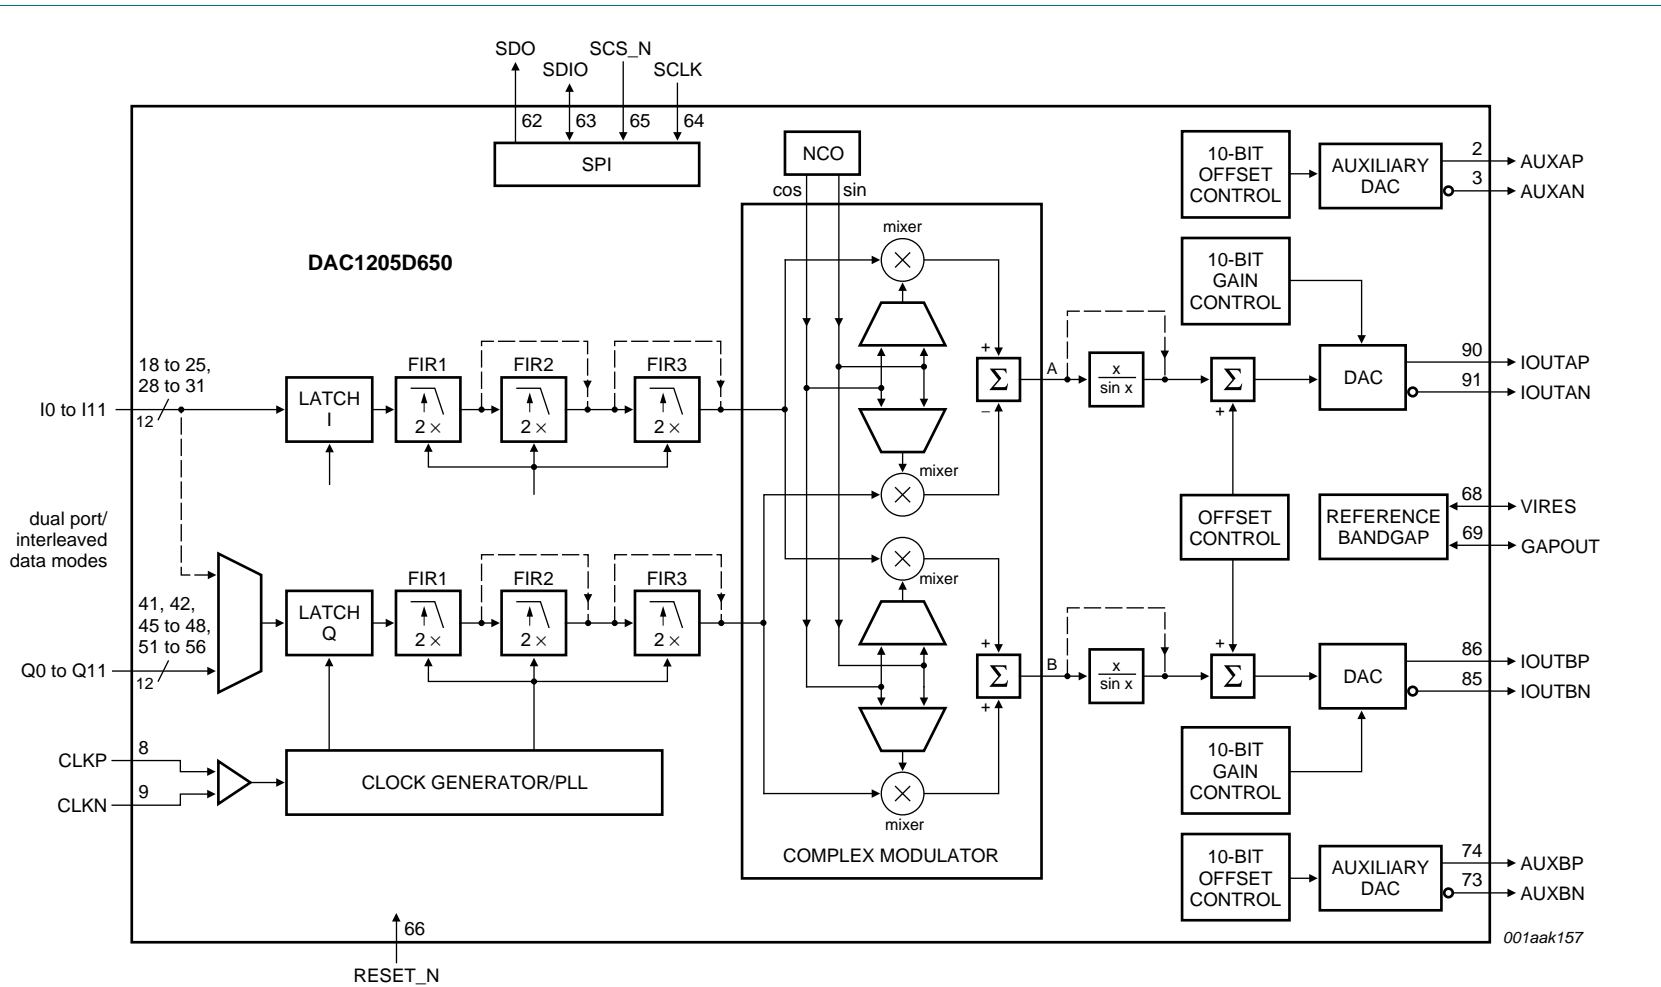 SDO
SCS_N
SDIO
SCLK
62
63
65
64
SPI
NCO
cos
sin
10-BIT
OFFSET
CONTROL
AUXILIARY
DAC
2
AUXAP
3
AUXAN
DAC1205D650
mixer
10-BIT
GAIN
CONTROL
18 to 25,
28 to 31
I0 to I11
12
LATCH
I
FIR1
2 ×
FIR2
2 ×
FIR3
2 ×
+
Σ
−
A
x
sin x
Σ
+
DAC
90
IOUTAP
91
IOUTAN
mixer
dual port/
interleaved
data modes
OFFSET
CONTROL
REFERENCE
BANDGAP
68
VIRES
69
GAPOUT
mixer
41, 42,
45 to 48,
51 to 56
Q0 to Q11
12
LATCH
Q
FIR1
2 ×
FIR2
2 ×
FIR3
2 ×
+
Σ
+
B
x
sin x
+
Σ
DAC
86
IOUTBP
85
IOUTBN
CLKP
8
CLKN
9
CLOCK GENERATOR/PLL
10-BIT
GAIN
CONTROL
mixer
COMPLEX MODULATOR
10-BIT
OFFSET
CONTROL
AUXILIARY
DAC
74
AUXBP
73
AUXBN
66
RESET_N
001aak157